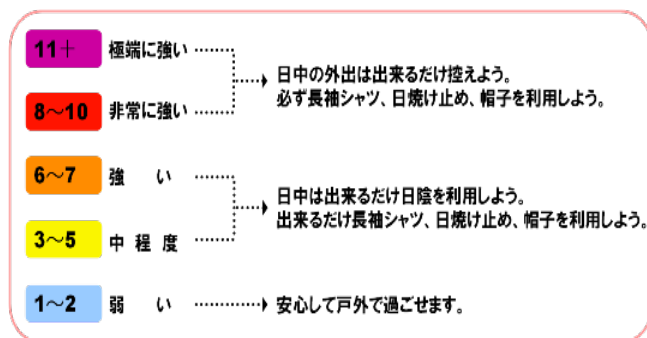 11+ 極端に強い
日中の外出は出来るだけ控えよう。
必ず長袖シャツ、日焼け止め、帽子を利用しよう。
8～10 非常に強い
6～7 強い
日中は出来るだけ日陰を利用しよう。
出来るだけ長袖シャツ、日焼け止め、帽子を利用しよう。
3～5 中程度
1～2 弱い 安心して戸外で過ごせます。